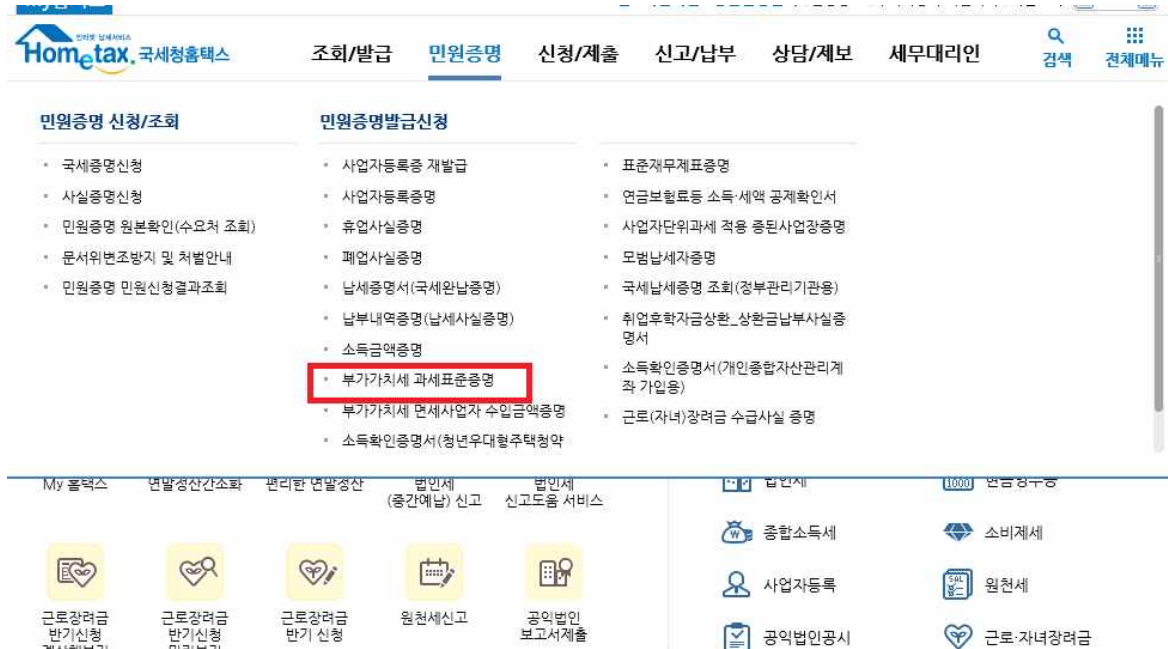 인터넷 납세서비스
Hometax. 국세청홈택스
조회/발급 민원증명 신청/제출 신고/납부 상담/제보 세무대리인 검색 전체메뉴
민원증명 신청/조회
국세증명신청
사실증명신청
민원증명 원본확인(수요처 조회)
문서위변조방지 및 처벌안내
민원증명 민원신청결과조회
민원증명발급신청
사업자등록증 재발급
사업자등록증명
휴업사실증명
폐업사실증명
납세증명서(국세완납증명)
납부내역증명(납세사실증명)
소득금액증명
부가가치세 과세표준증명
부가가치세 면세사업자 수입금액증명
소득확인증명서(청년우대형주택청약
표준재무제표증명
연금보험료등 소득·세액 공제확인서
사업자단위과세 적용 종된사업장증명
모범납세자증명
국세납세증명 조회(정부관리기관용)
취업후학자금상환_상환금납부사실증
명서
소득확인증명서(개인종합자산관리계
좌 가입용)
근로(자녀)장려금 수급사실 증명
My 홈택스 연말정산간소화 편리한 연말정산 법인세 법인세
(중간예납) 신고 신고도움 서비스
근로장려금 근로장려금 근로장려금 원천세신고 공익법인
반기신청 반기신청 반기 신청 보고서제출
법인세
종합소득세 소비제세
사업자등록 원천세
공익법인공시 근로·자녀장려금